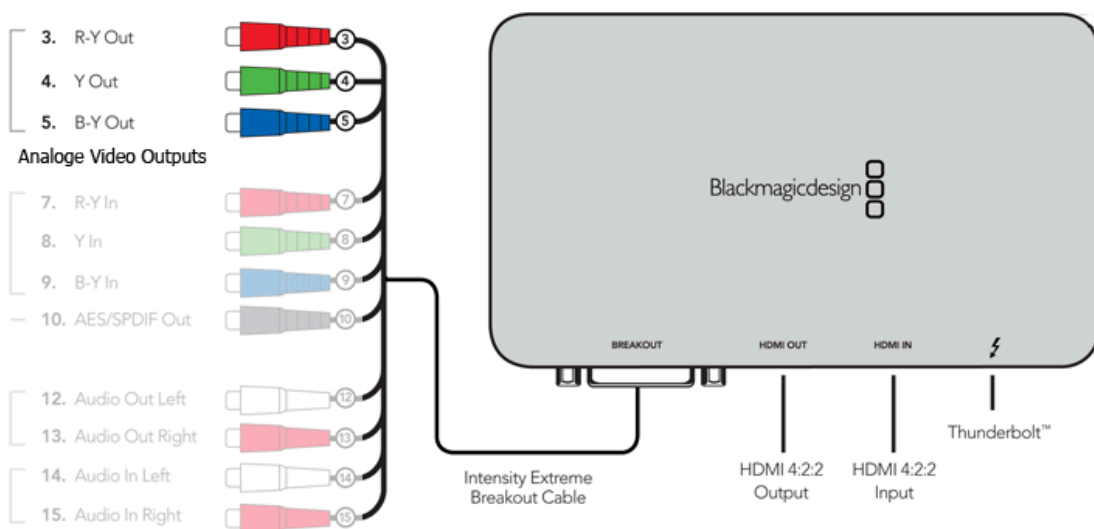 3. R-Y Out
3
4. Y Out
4
5. B-Y Out
5
Analoge Video Outputs
7. R-Y In
7
8. Y In
8
9. B-Y In
9
10. AES/SPDIF Out
10
12. Audio Out Left
12
13. Audio Out Right
13
14. Audio In Left
14
15. Audio In Right
15
Intensity Extreme
Breakout Cable
Blackmagicdesign
BREAKOUT
HDMI OUT
HDMI IN
HDMI 4:2:2
Output
HDMI 4:2:2
Input
Thunderbolt™